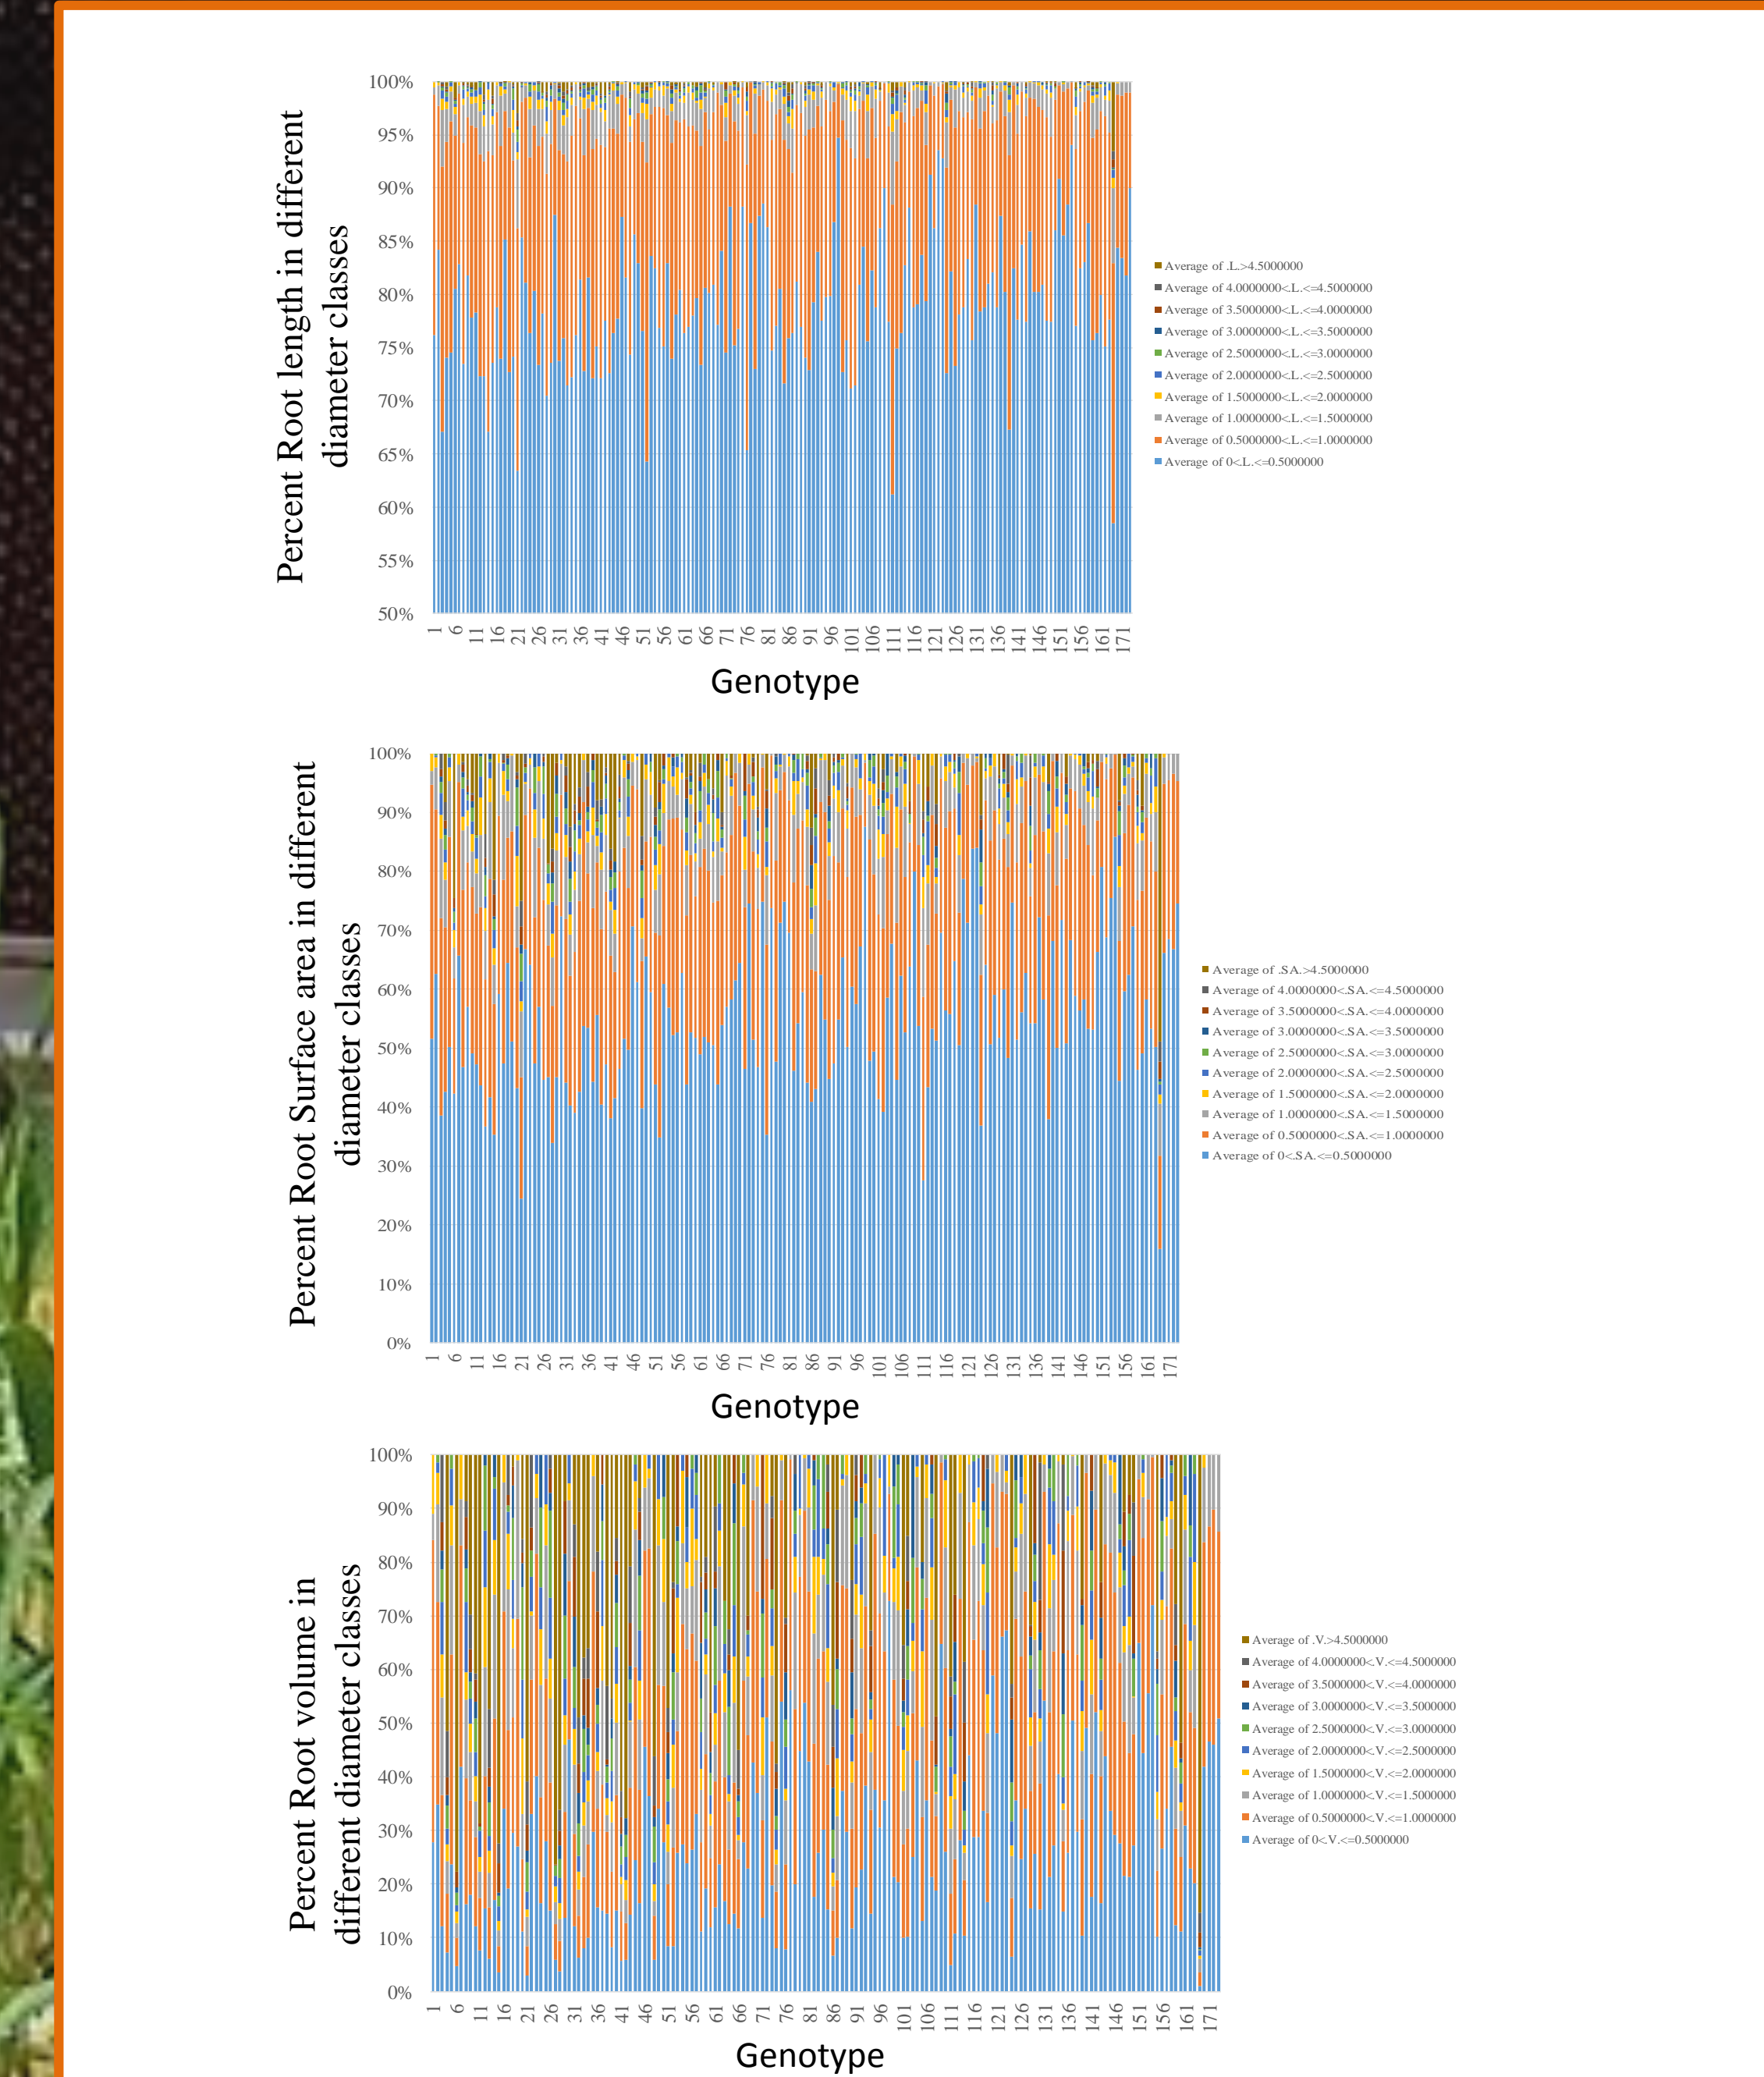 Percent Root length in different
diameter classes
100%
95%
90%
85%
80%
75%
70%
65%
60%
55%
50%
1 6 11 16 21 26 31 36 41 46 51 56 61 66 71 76 81 86 91 96 101 106 111 116 121 126 131 136 141 146 151 156 161 171
Genotype
Average of .L.>4.5000000
Average of 4.0000000<.L.<=4.5000000
Average of 3.5000000<.L.<=4.0000000
Average of 3.0000000<.L.<=3.5000000
Average of 2.5000000<.L.<=3.0000000
Average of 2.0000000<.L.<=2.5000000
Average of 1.5000000<.L.<=2.0000000
Average of 1.0000000<.L.<=1.5000000
Average of 0.5000000<.L.<=1.0000000
Average of 0<.L.<=0.5000000
Percent Root Surface area in different
diameter classes
100%
90%
80%
70%
60%
50%
40%
30%
20%
10%
0%
1 6 11 16 21 26 31 36 41 46 51 56 61 66 71 76 81 86 91 96 101 106 111 116 121 126 131 136 141 146 151 156 161 171
Genotype
Average of .SA.>4.5000000
Average of 4.0000000<.SA.<=4.5000000
Average of 3.5000000<.SA.<=4.0000000
Average of 3.0000000<.SA.<=3.5000000
Average of 2.5000000<.SA.<=3.0000000
Average of 2.0000000<.SA.<=2.5000000
Average of 1.5000000<.SA.<=2.0000000
Average of 1.0000000<.SA.<=1.5000000
Average of 0.5000000<.SA.<=1.0000000
Average of 0<.SA.<=0.5000000
Percent Root volume in
different diameter classes
100%
90%
80%
70%
60%
50%
40%
30%
20%
10%
0%
1 6 11 16 21 26 31 36 41 46 51 56 61 66 71 76 81 86 91 96 101 106 111 116 121 126 131 136 141 146 151 156 161 171
Genotype
Average of .V.>4.5000000
Average of 4.0000000<.V.<=4.5000000
Average of 3.5000000<.V.<=4.0000000
Average of 3.0000000<.V.<=3.5000000
Average of 2.5000000<.V.<=3.0000000
Average of 2.0000000<.V.<=2.5000000
Average of 1.5000000<.V.<=2.0000000
Average of 1.0000000<.V.<=1.5000000
Average of 0.5000000<.V.<=1.0000000
Average of 0<.V.<=0.5000000